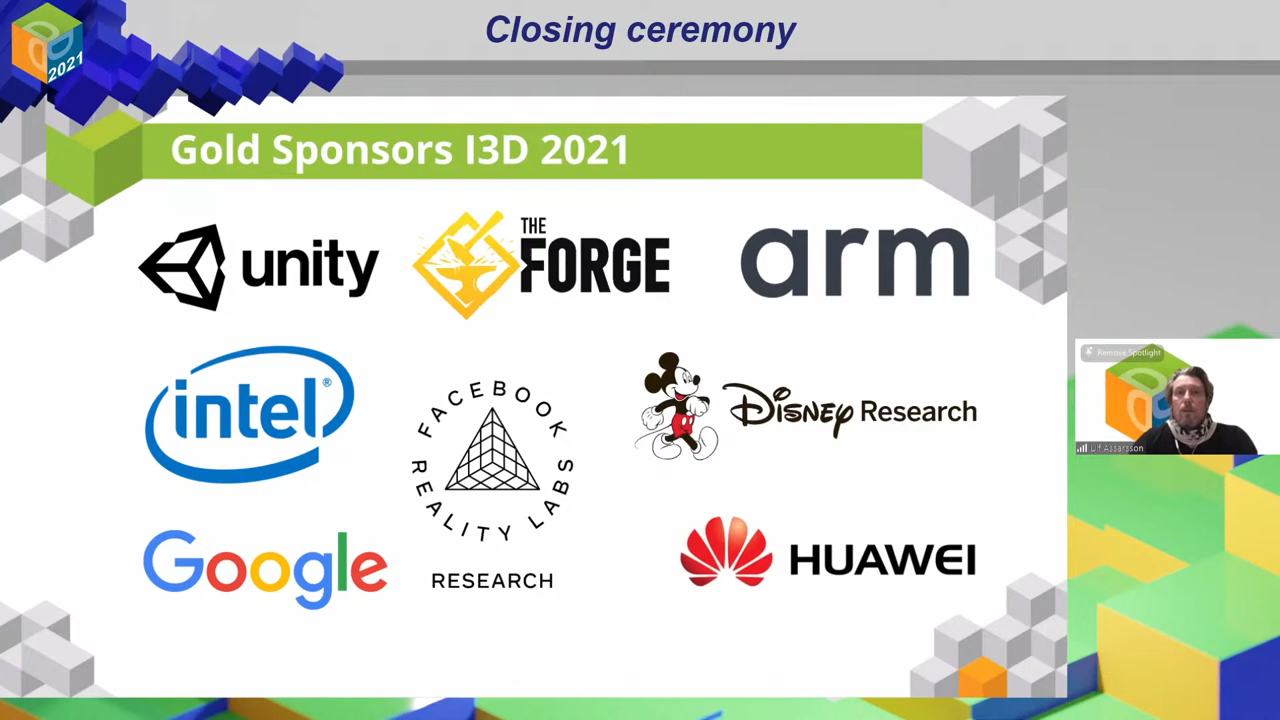 Closing ceremony
2021
Gold Sponsors I3D 2021
unity
THE
FORGE
arm
intel®
FACEBOOK
REALITY LABS
RESEARCH
Disney Research
Google
HUAWEI
Remove Spotlight
Ulf Assarsson